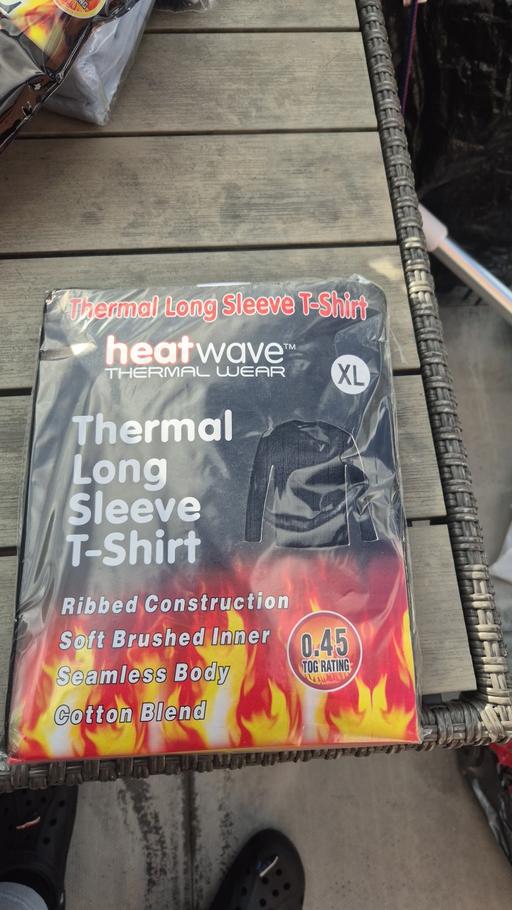 Thermal Long Sleeve T-Shirt
heatwave™
THERMAL WEAR
XL
Thermal
Long
Sleeve
T-Shirt
Ribbed Construction
Soft Brushed Inner
Seamless Body
Cotton Blend
0.45
TOG RATING